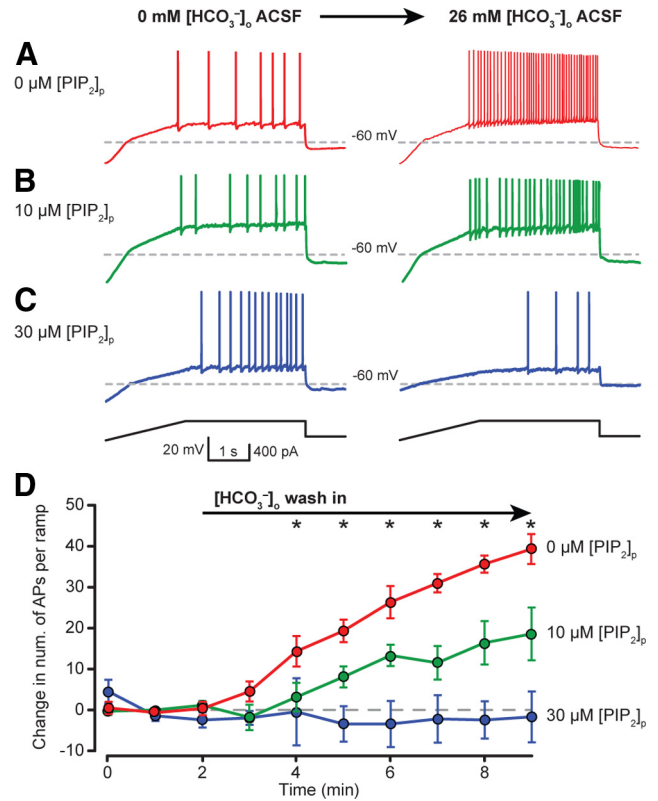 0 mM [HCO₃⁻]ₒ ACSF 26 mM [HCO₃⁻]ₒ ACSF
A
0 µM [PIP₂]ₚ
-60 mV
B
10 µM [PIP₂]ₚ
-60 mV
C
30 µM [PIP₂]ₚ
-60 mV
20 mV 1 s 400 pA
D
[HCO₃⁻]ₒ wash in
* * * * * *
Change in num. of APs per ramp
50
40
30
20
10
0
-10
0 µM [PIP₂]ₚ
10 µM [PIP₂]ₚ
30 µM [PIP₂]ₚ
0 2 4 6 8
Time (min)